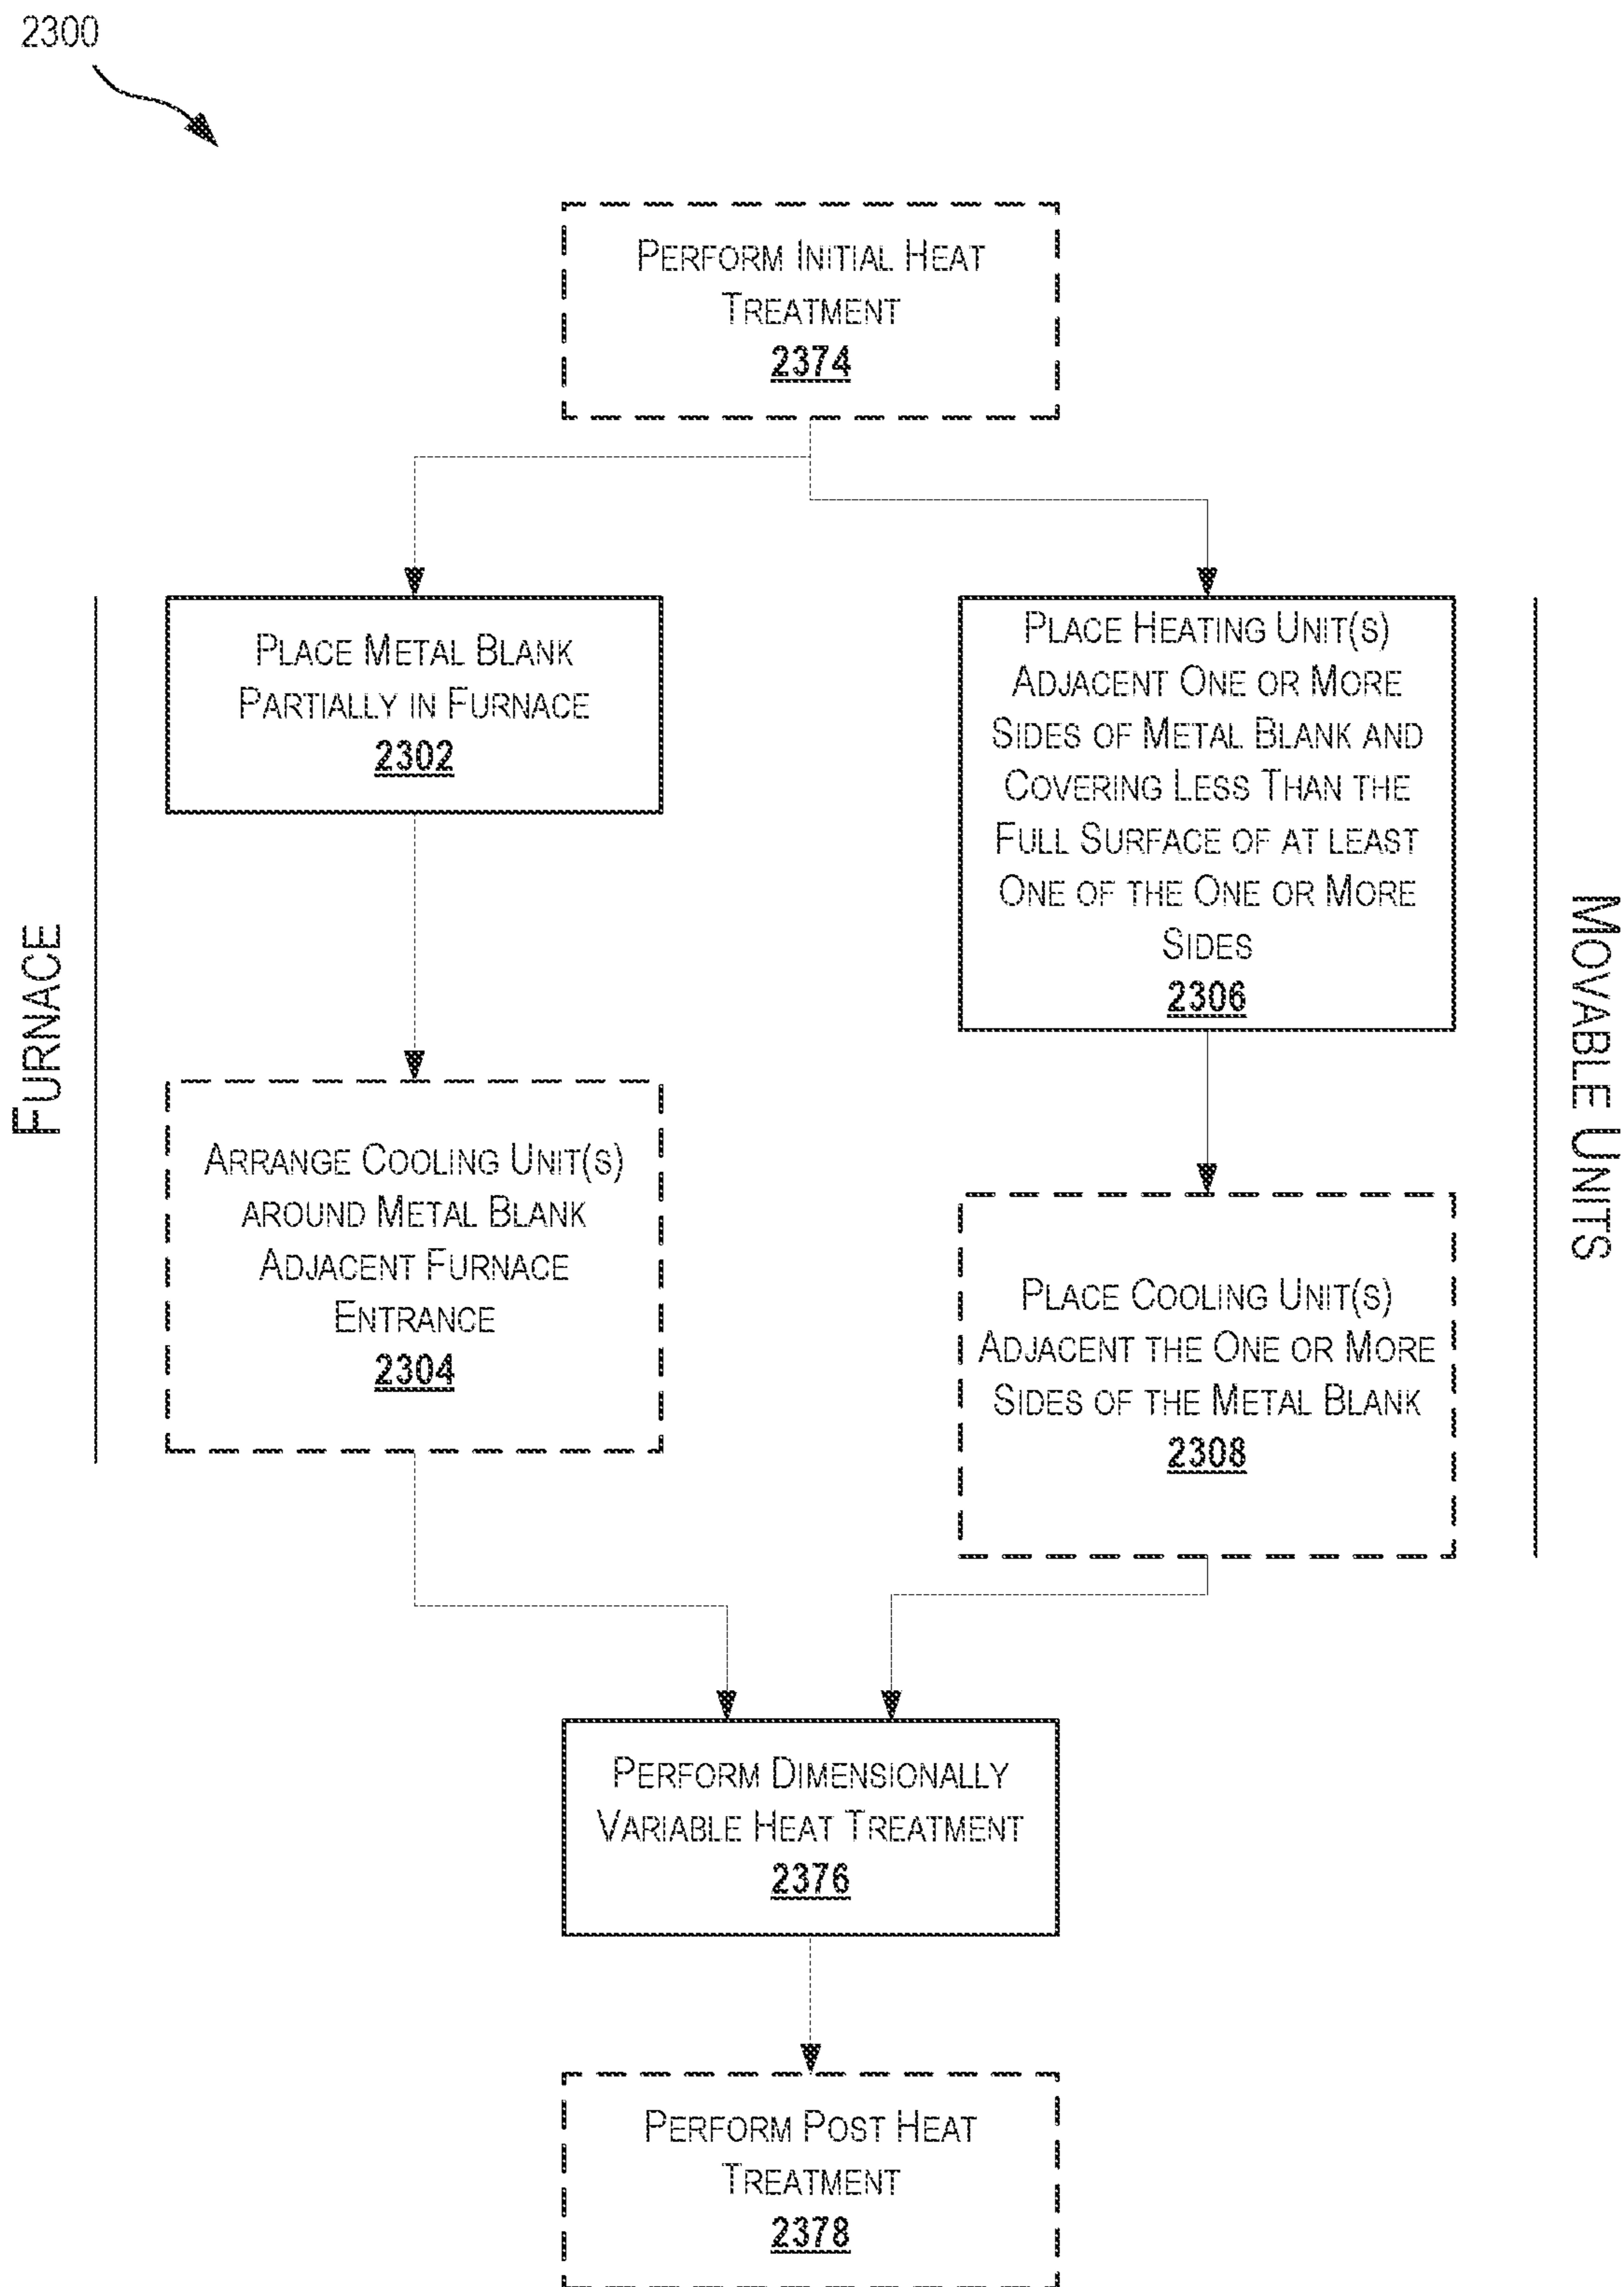 2300
PERFORM INITIAL HEAT
TREATMENT
2374
FURNACE
PLACE METAL BLANK
PARTIALLY IN FURNACE
2302
ARRANGE COOLING UNIT(S)
AROUND METAL BLANK
ADJACENT FURNACE
ENTRANCE
2304
PLACE HEATING UNIT(S)
ADJACENT ONE OR MORE
SIDES OF METAL BLANK AND
COVERING LESS THAN THE
FULL SURFACE OF AT LEAST
ONE OF THE ONE OR MORE
SIDES
2306
PLACE COOLING UNIT(S)
ADJACENT THE ONE OR MORE
SIDES OF THE METAL BLANK
2308
MOVABLE UNITS
PERFORM DIMENSIONALLY
VARIABLE HEAT TREATMENT
2376
PERFORM POST HEAT
TREATMENT
2378